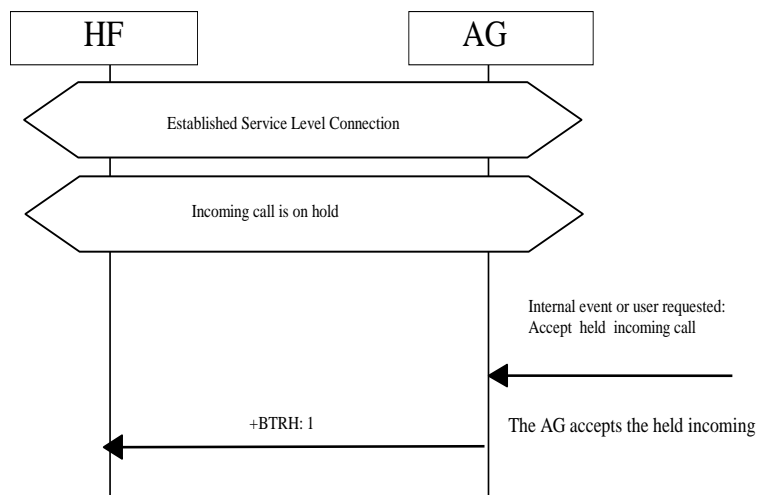 HF
AG
Established Service Level Connection
Incoming call is on hold
Internal event or user requested:
Accept held incoming call
+BTRH: 1
The AG accepts the held incoming